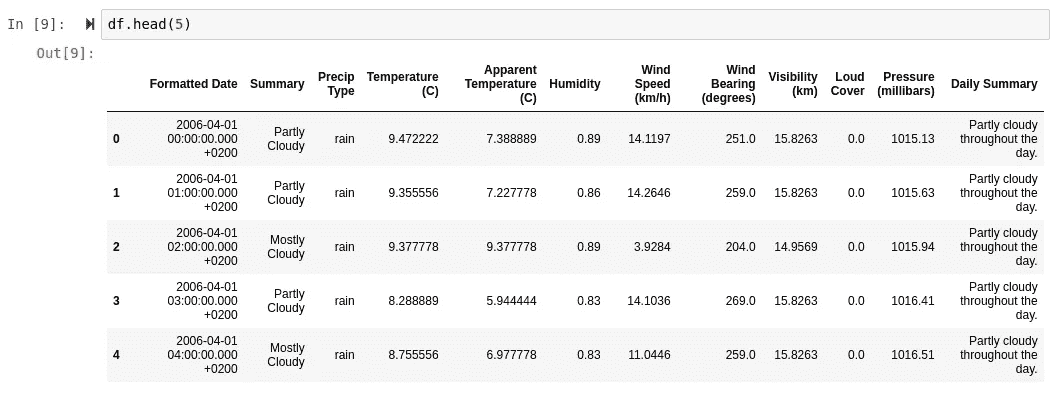 In [9]: df.head(5)
Out[9]:
Formatted Date Summary Precip Type Temperature (C) Apparent Temperature (C) Humidity Wind Speed (km/h) Wind Bearing (degrees) Visibility (km) Loud Cover Pressure (millibars) Daily Summary
0 2006-04-01 00:00:00.000 +0200 Partly Cloudy rain 9.472222 7.388889 0.89 14.1197 251.0 15.8263 0.0 1015.13 Partly cloudy throughout the day.
1 2006-04-01 01:00:00.000 +0200 Partly Cloudy rain 9.355556 7.227778 0.86 14.2646 259.0 15.8263 0.0 1015.63 Partly cloudy throughout the day.
2 2006-04-01 02:00:00.000 +0200 Mostly Cloudy rain 9.377778 9.377778 0.89 3.9284 204.0 14.9569 0.0 1015.94 Partly cloudy throughout the day.
3 2006-04-01 03:00:00.000 +0200 Partly Cloudy rain 8.288889 5.944444 0.83 14.1036 269.0 15.8263 0.0 1016.41 Partly cloudy throughout the day.
4 2006-04-01 04:00:00.000 +0200 Mostly Cloudy rain 8.755556 6.977778 0.83 11.0446 259.0 15.8263 0.0 1016.51 Partly cloudy throughout the day.